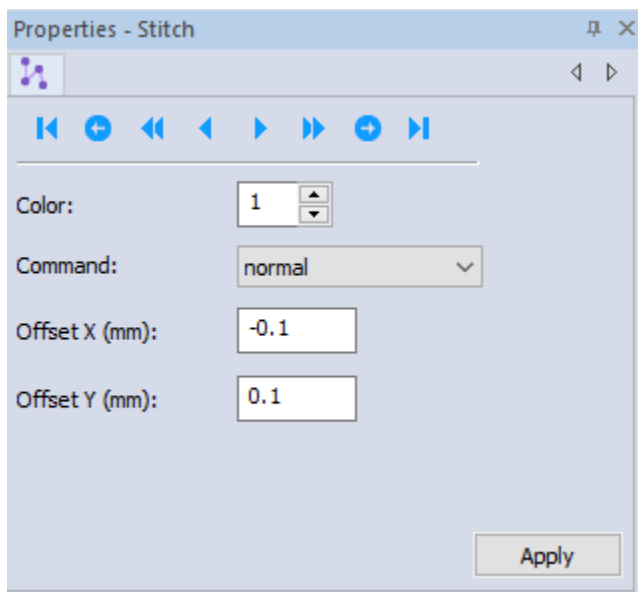 Properties - Stitch
Color: 1
Command: normal
Offset X (mm): -0.1
Offset Y (mm): 0.1
Apply